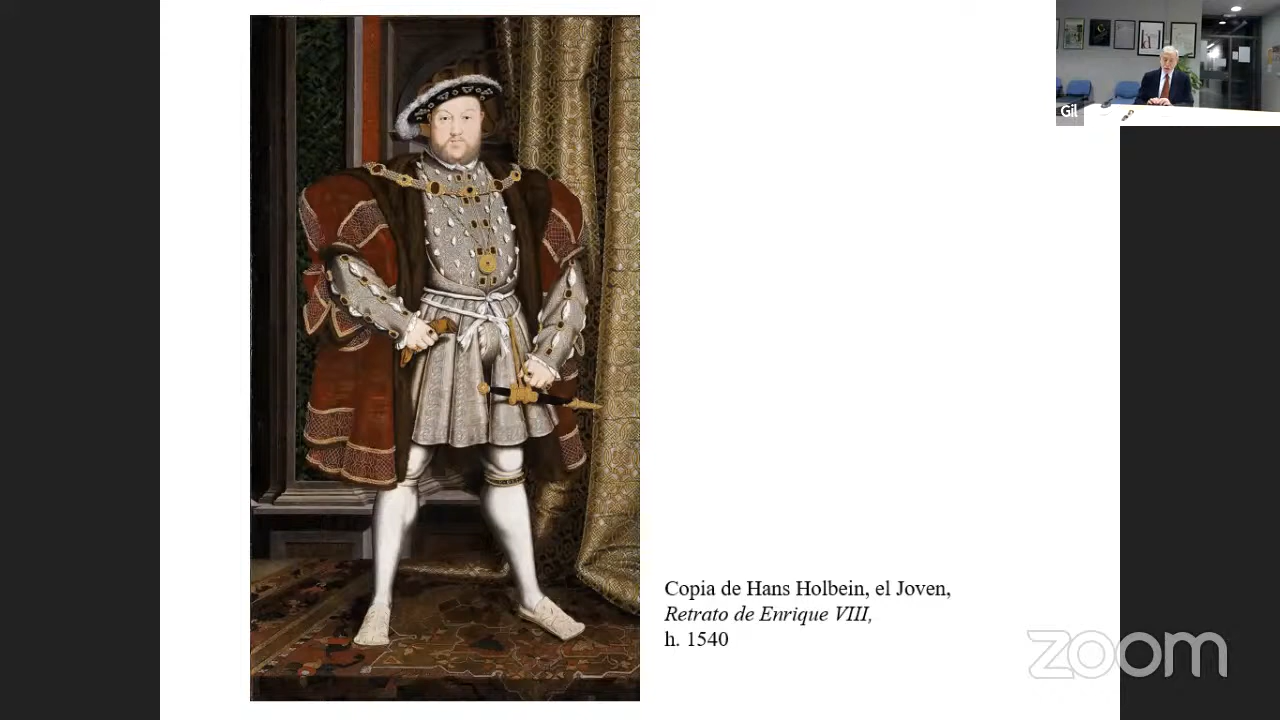 Gil
Copia de Hans Holbein, el Joven,
Retrato de Enrique VIII,
h. 1540
zoom